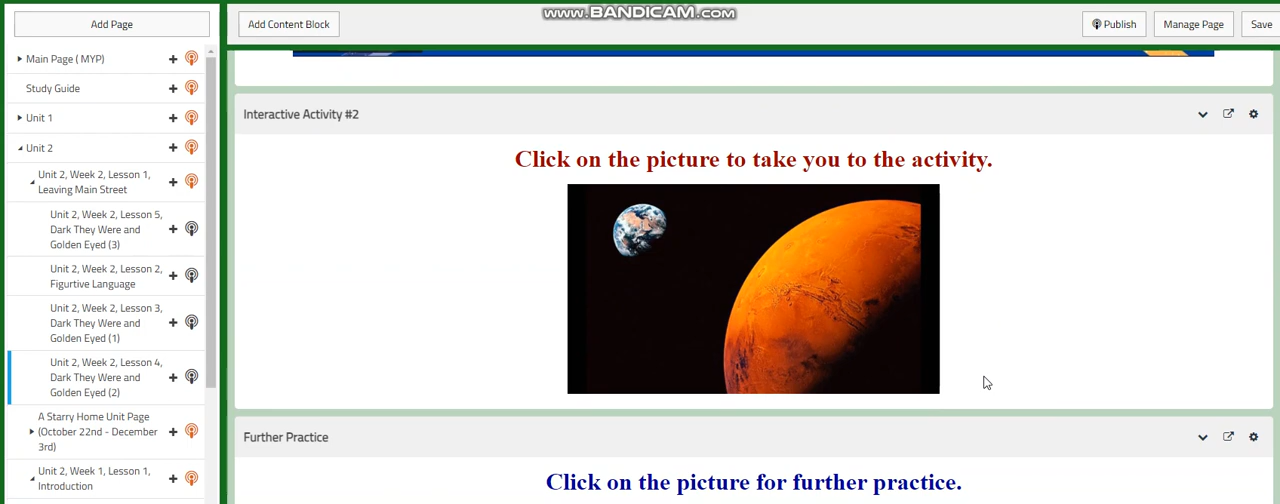 www.BANDICAM.com
Add Page
Add Content Block
Publish
Manage Page
Save
Main Page ( MYP)
Study Guide
Unit 1
Unit 2
Unit 2, Week 2, Lesson 1,
Leaving Main Street
Unit 2, Week 2, Lesson 5,
Dark They Were and
Golden Eyed (3)
Unit 2, Week 2, Lesson 2,
Figurtive Language
Unit 2, Week 2, Lesson 3,
Dark They Were and
Golden Eyed (1)
Unit 2, Week 2, Lesson 4,
Dark They Were and
Golden Eyed (2)
A Starry Home Unit Page
(October 22nd - December
3rd)
Unit 2, Week 1, Lesson 1,
Introduction
Interactive Activity #2
Click on the picture to take you to the activity.
Further Practice
Click on the picture for further practice.